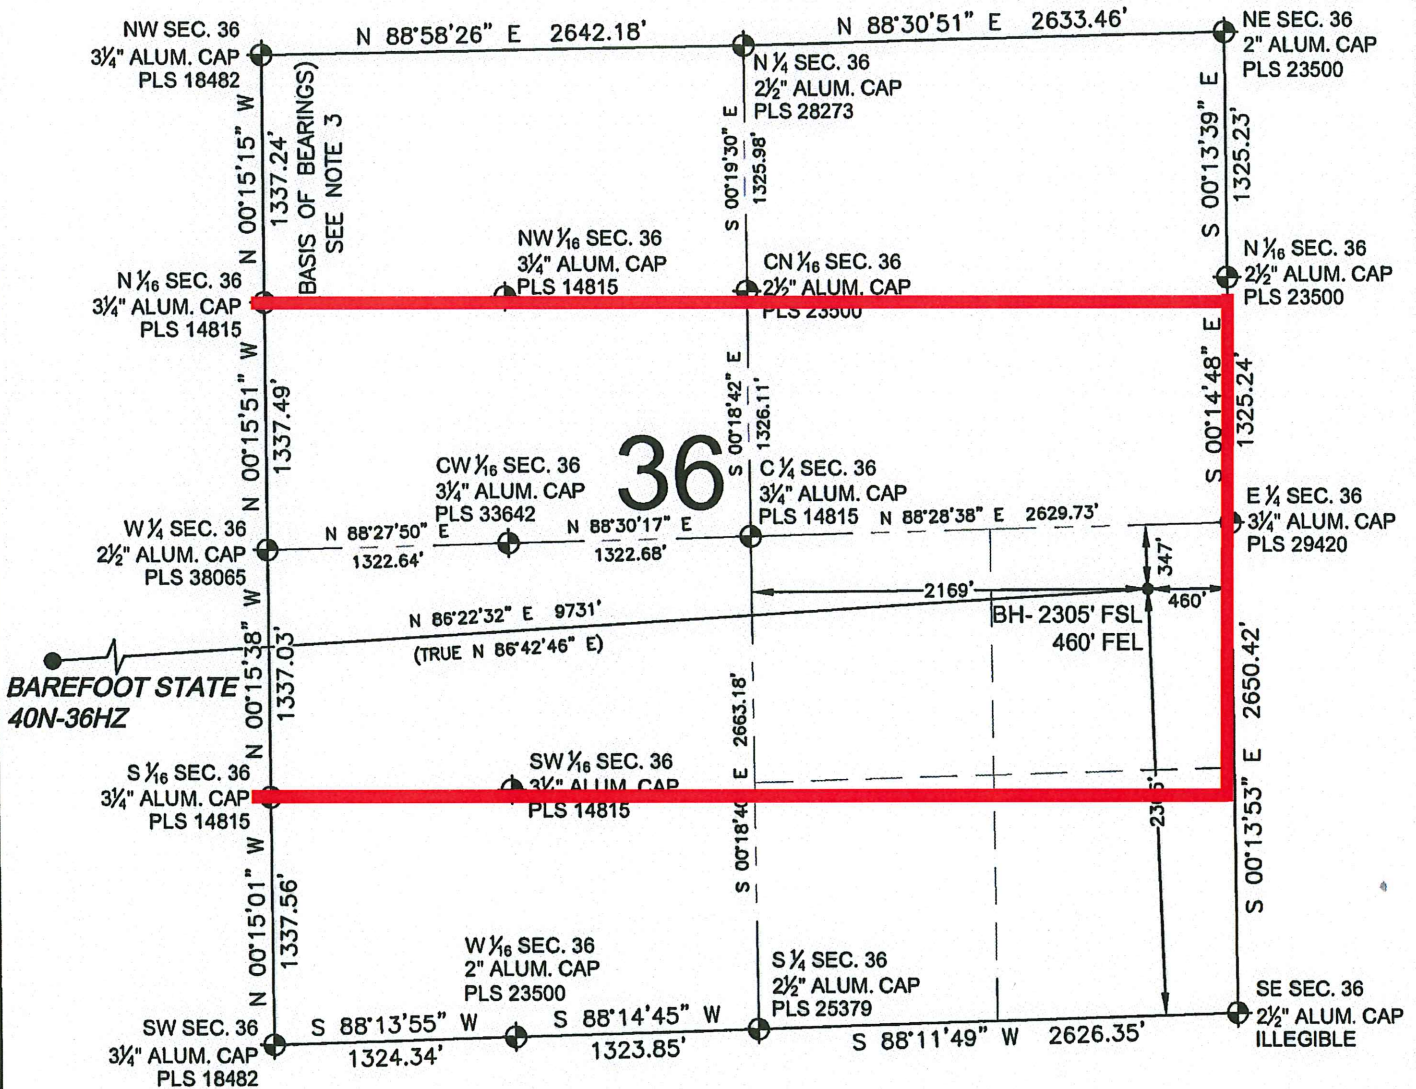 NW SEC. 36
3¼" ALUM. CAP
PLS 18482
N 88°58'26" E 2642.18'
N 88°30'51" E 2633.46'
NE SEC. 36
2" ALUM. CAP
PLS 23500
N ¼ SEC. 36
2½" ALUM. CAP
PLS 28273
N 00°15'15" W
1337.24'
BASIS OF BEARINGS)
SEE NOTE 3
S 00°19'30" E
1325.98'
S 00°13'39" E
1325.23'
N 1⁄16 SEC. 36
3¼" ALUM. CAP
PLS 14815
NW 1⁄16 SEC. 36
3¼" ALUM. CAP
PLS 14815
CN 1⁄16 SEC. 36
2½" ALUM. CAP
PLS 23500
N 1⁄16 SEC. 36
2½" ALUM. CAP
PLS 23500
N 00°15'51" W
1337.49'
36
S 00°18'42" E
1326.11'
S 00°14'48" E
1325.24'
CW 1⁄16 SEC. 36
3¼" ALUM. CAP
PLS 33642
C ¼ SEC. 36
3¼" ALUM. CAP
PLS 14815
E ¼ SEC. 36
3¼" ALUM. CAP
PLS 29420
W ¼ SEC. 36
2½" ALUM. CAP
PLS 38065
N 88°27'50" E
1322.64'
N 88°30'17" E
1322.68'
N 88°28'38" E 2629.73'
347'
2169'
460'
BH- 2305' FSL
460' FEL
N 86°22'32" E 9731'
(TRUE N 86°42'46" E)
BAREFOOT STATE
40N-36HZ
N 00°15'38" W
1337.03'
S 00°18'40" E 2663.18'
S 00°13'53" E 2650.42'
S 1⁄16 SEC. 36
3¼" ALUM. CAP
PLS 14815
SW 1⁄16 SEC. 36
3¼" ALUM. CAP
PLS 14815
N 00°15'01" W
1337.56'
W 1⁄16 SEC. 36
2" ALUM. CAP
PLS 23500
S ¼ SEC. 36
2½" ALUM. CAP
PLS 25379
SE SEC. 36
2½" ALUM. CAP
ILLEGIBLE
SW SEC. 36
3¼" ALUM. CAP
PLS 18482
S 88°13'55" W
1324.34'
S 88°14'45" W
1323.85'
S 88°11'49" W 2626.35'